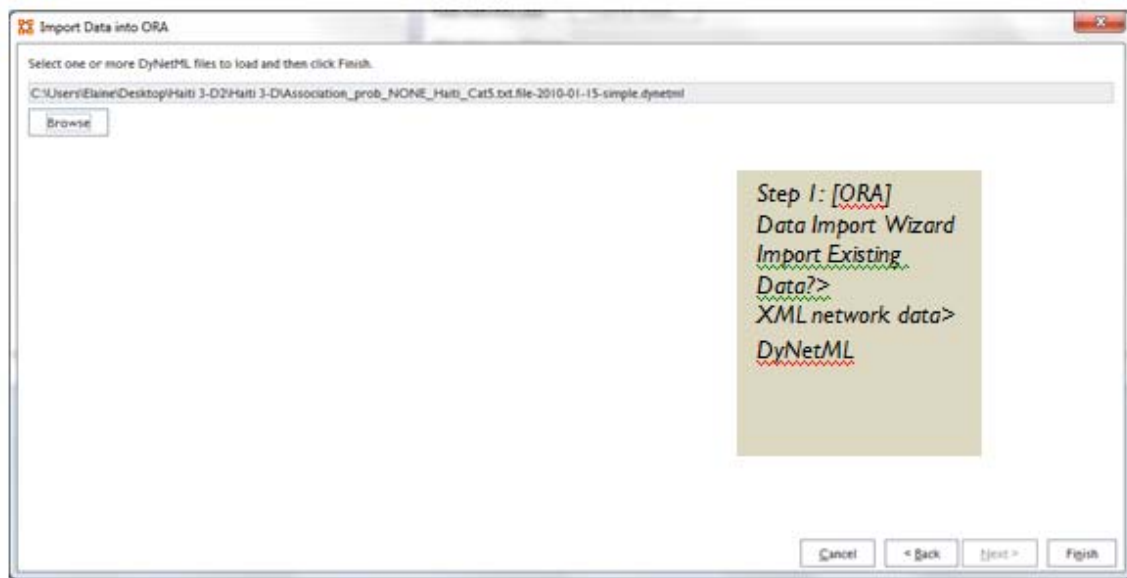 Import Data into ORA
Select one or more DyNetML files to load and then click Finish.
C:\Users\Elaine\Desktop\Haiti 3-D2\Haiti 3-D\Association_prob_NONE_Haiti_Cat5.txt.file-2010-01-15-simple.dynetml
Browse
Step 1: [ORA]
Data Import Wizard
Import Existing
Data?>
XML network data>
DyNetML
Cancel
< Back
Next >
Finish